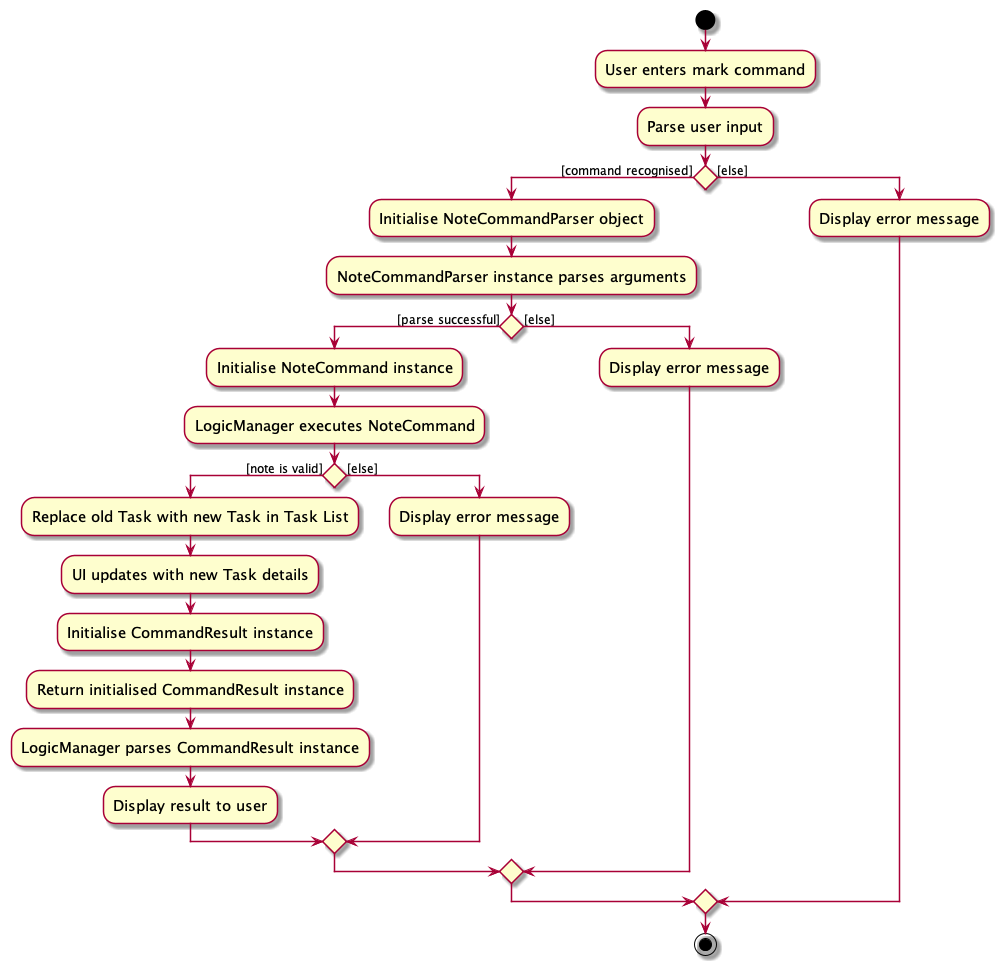 User enters mark command
Parse user input
[command recognised]
[else]
Initialise NoteCommandParser object
Display error message
NoteCommandParser instance parses arguments
[parse successful]
[else]
Initialise NoteCommand instance
Display error message
LogicManager executes NoteCommand
[note is valid]
[else]
Replace old Task with new Task in Task List
Display error message
UI updates with new Task details
Initialise CommandResult instance
Return initialised CommandResult instance
LogicManager parses CommandResult instance
Display result to user